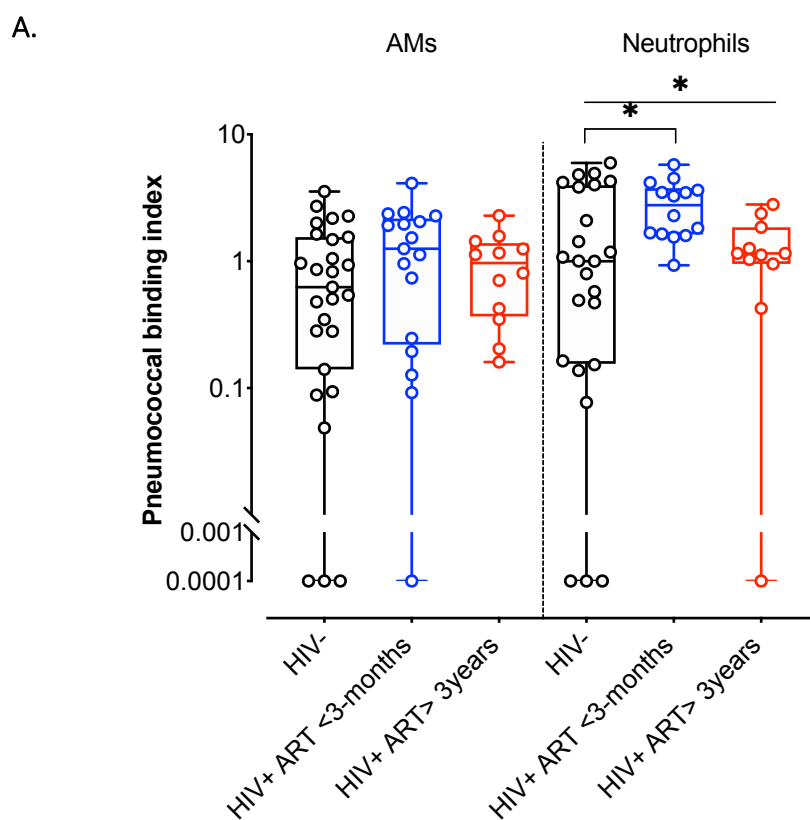 A.
AMs
Neutrophils
*
*
Pneumococcal binding index
10
1
0.1
0.001
0.0001
HIV-
HIV+ ART <3-months
HIV+ ART> 3years
HIV-
HIV+ ART <3-months
HIV+ ART> 3years